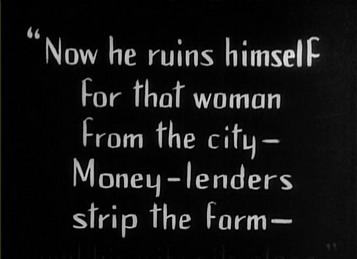 "Now he ruins himself
for that woman
from the city—
Money-lenders
strip the farm—